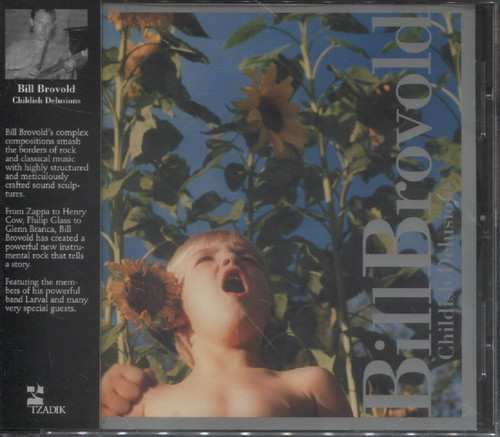 Bill Brovold
Childish Delusions
Bill Brovold's complex
compositions smash
the borders of rock
and classical music
with highly structured
and meticulously
crafted sound sculp-
tures.
From Zappa to Henry
Cow, Philip Glass to
Glenn Branca, Bill
Brovold has created a
powerful new instru-
mental rock that tells
a story.
Featuring the mem-
bers of his powerful
band Larval and many
very special guests.
TZADIK
Bill Brovold
Childish Delusions